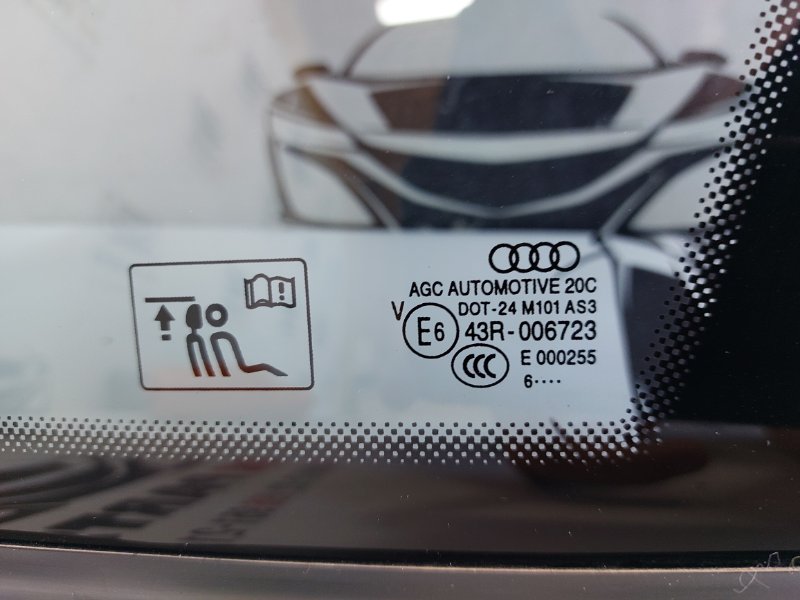 AGC AUTOMOTIVE 20C
DOT-24 M101 AS3
V
E6 43R-006723
CCC E 000255
6····